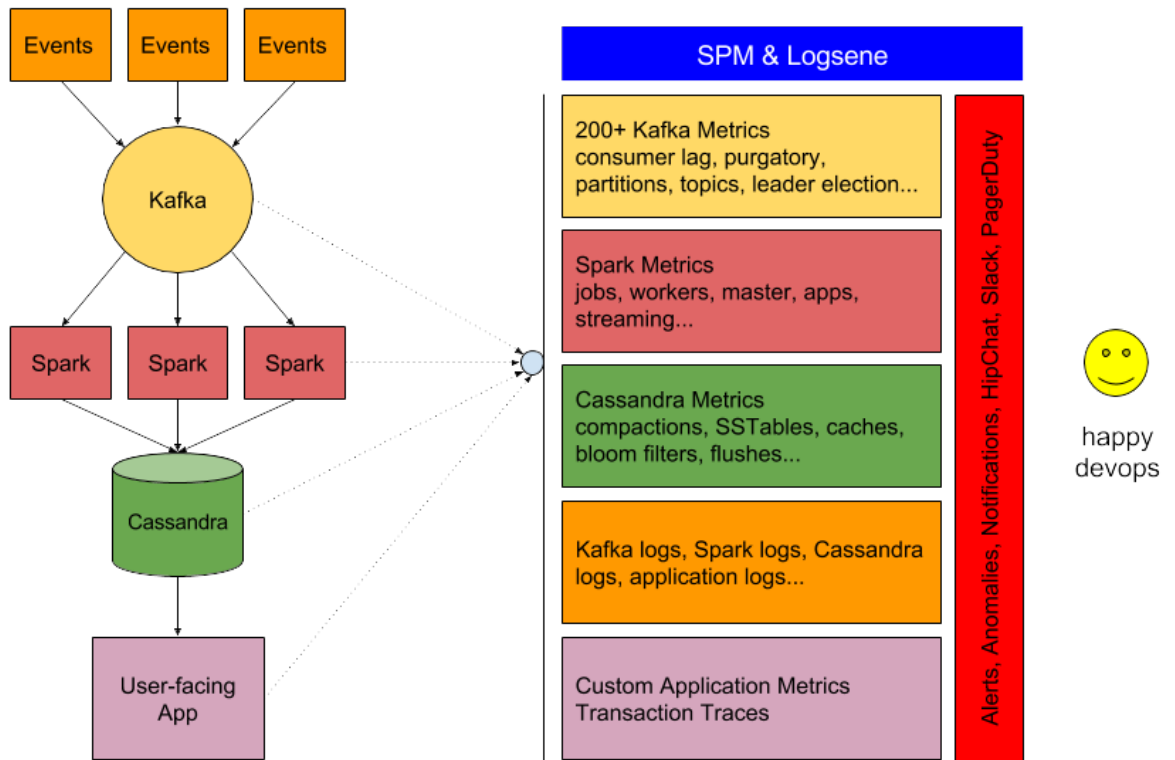 Events
Events
Events
Kafka
Spark
Spark
Spark
Cassandra
User-facing
App
SPM & Logsene
200+ Kafka Metrics
consumer lag, purgatory,
partitions, topics, leader election...
Spark Metrics
jobs, workers, master, apps,
streaming...
Cassandra Metrics
compactions, SSTables, caches,
bloom filters, flushes...
Kafka logs, Spark logs, Cassandra
logs, application logs...
Custom Application Metrics
Transaction Traces
Alerts, Anomalies, Notifications, HipChat, Slack, PagerDuty
happy
devops